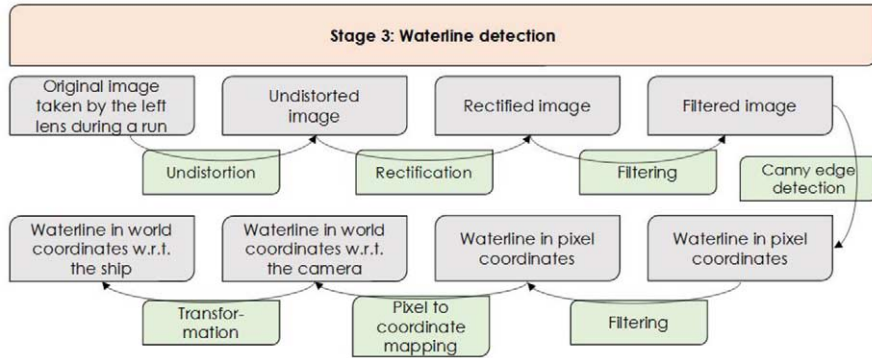 Stage 3: Waterline detection
Original image
taken by the left
lens during a run
Undistorted
image
Rectified image
Filtered image
Undistortion
Rectification
Filtering
Canny edge
detection
Waterline in world
coordinates w.r.t.
the ship
Waterline in world
coordinates w.r.t.
the camera
Waterline in pixel
coordinates
Waterline in pixel
coordinates
Transfor-
mation
Pixel to
coordinate
mapping
Filtering